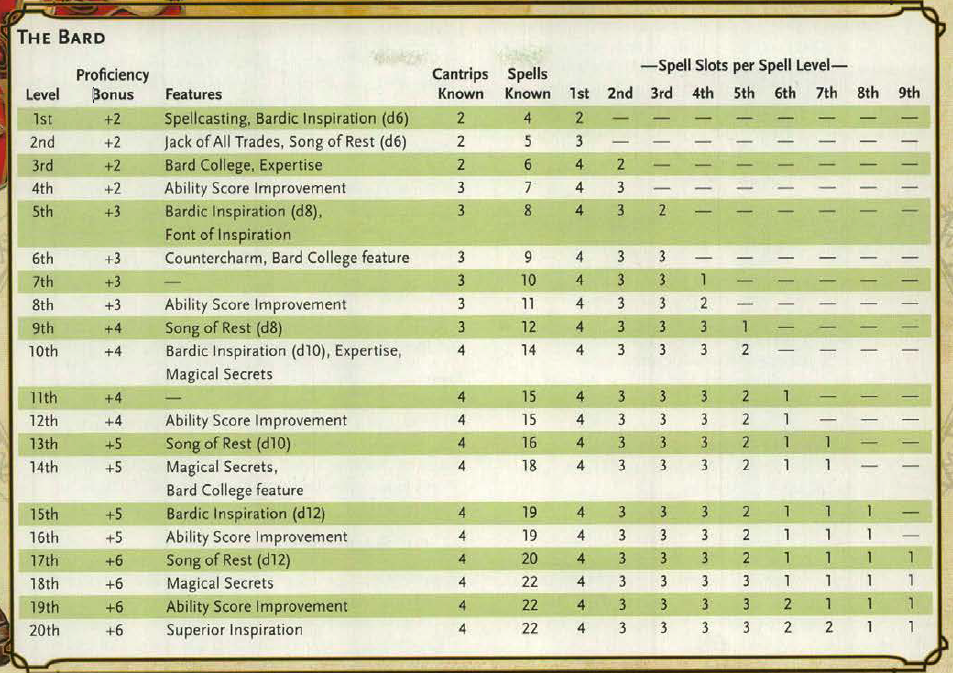 THE BARD
—Spell Slots per Spell Level—
Proficiency Cantrips Spells
Level Bonus Features Known Known 1st 2nd 3rd 4th 5th 6th 7th 8th 9th
1st +2 Spellcasting, Bardic Inspiration (d6) 2 4 2 — — — — — — — —
2nd +2 Jack of All Trades, Song of Rest (d6) 2 5 3 — — — — — — — —
3rd +2 Bard College, Expertise 2 6 4 2 — — — — — — —
4th +2 Ability Score Improvement 3 7 4 3 — — — — — — —
5th +3 Bardic Inspiration (d8), 3 8 4 3 2 — — — — — —
Font of Inspiration
6th +3 Countercharm, Bard College feature 3 9 4 3 3 — — — — — —
7th +3 — 3 10 4 3 3 1 — — — — —
8th +3 Ability Score Improvement 3 11 4 3 3 2 — — — — —
9th +4 Song of Rest (d8) 3 12 4 3 3 3 1 — — — —
10th +4 Bardic Inspiration (d10), Expertise, 4 14 4 3 3 3 2 — — — —
Magical Secrets
11th +4 — 4 15 4 3 3 3 2 1 — — —
12th +4 Ability Score Improvement 4 15 4 3 3 3 2 1 — — —
13th +5 Song of Rest (d10) 4 16 4 3 3 3 2 1 1 — —
14th +5 Magical Secrets, 4 18 4 3 3 3 2 1 1 — —
Bard College feature
15th +5 Bardic Inspiration (d12) 4 19 4 3 3 3 2 1 1 1 —
16th +5 Ability Score Improvement 4 19 4 3 3 3 2 1 1 1 —
17th +6 Song of Rest (d12) 4 20 4 3 3 3 2 1 1 1 1
18th +6 Magical Secrets 4 22 4 3 3 3 3 1 1 1 1
19th +6 Ability Score Improvement 4 22 4 3 3 3 3 2 1 1 1
20th +6 Superior Inspiration 4 22 4 3 3 3 3 2 2 1 1